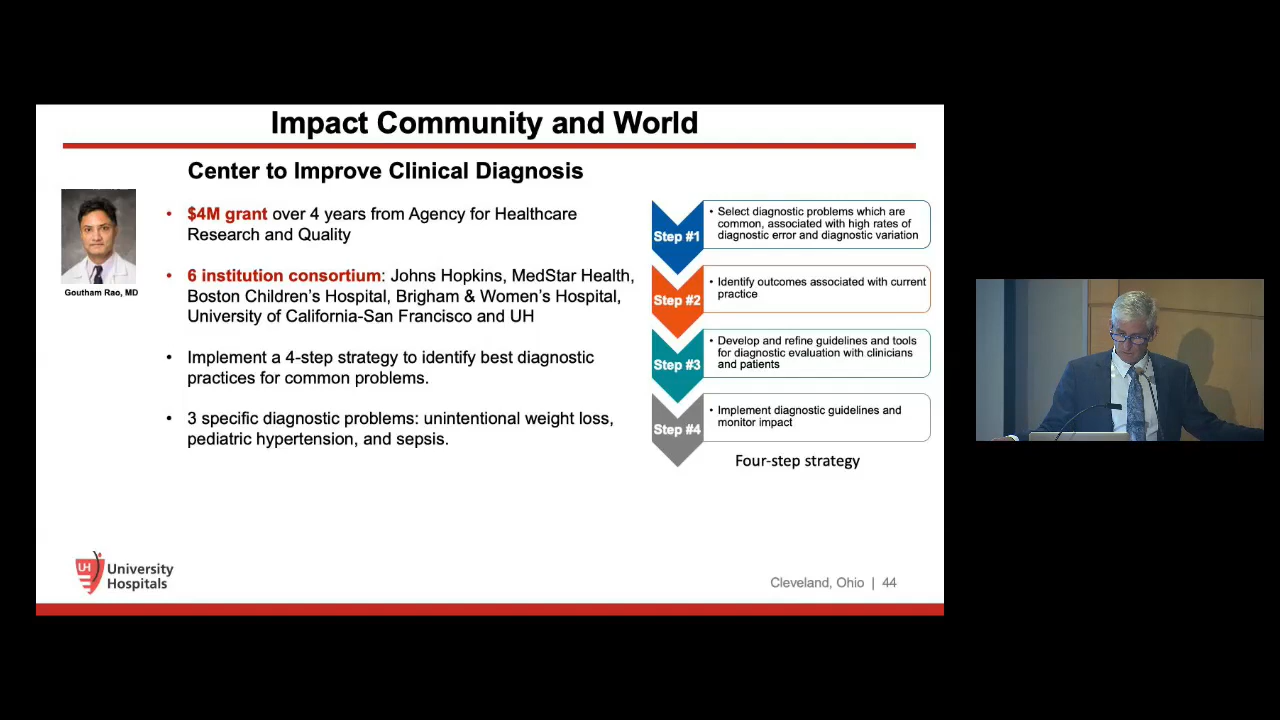 Impact Community and World
Center to Improve Clinical Diagnosis
Goutham Rao, MD
• $4M grant over 4 years from Agency for Healthcare
Research and Quality
• 6 institution consortium: Johns Hopkins, MedStar Health,
Boston Children's Hospital, Brigham & Women's Hospital,
University of California-San Francisco and UH
• Implement a 4-step strategy to identify best diagnostic
practices for common problems.
• 3 specific diagnostic problems: unintentional weight loss,
pediatric hypertension, and sepsis.
Step #1
• Select diagnostic problems which are
common, associated with high rates of
diagnostic error and diagnostic variation
Step #2
• Identify outcomes associated with current
practice
Step #3
• Develop and refine guidelines and tools
for diagnostic evaluation with clinicians
and patients
Step #4
• Implement diagnostic guidelines and
monitor impact
Four-step strategy
UH
University
Hospitals
Cleveland, Ohio | 44